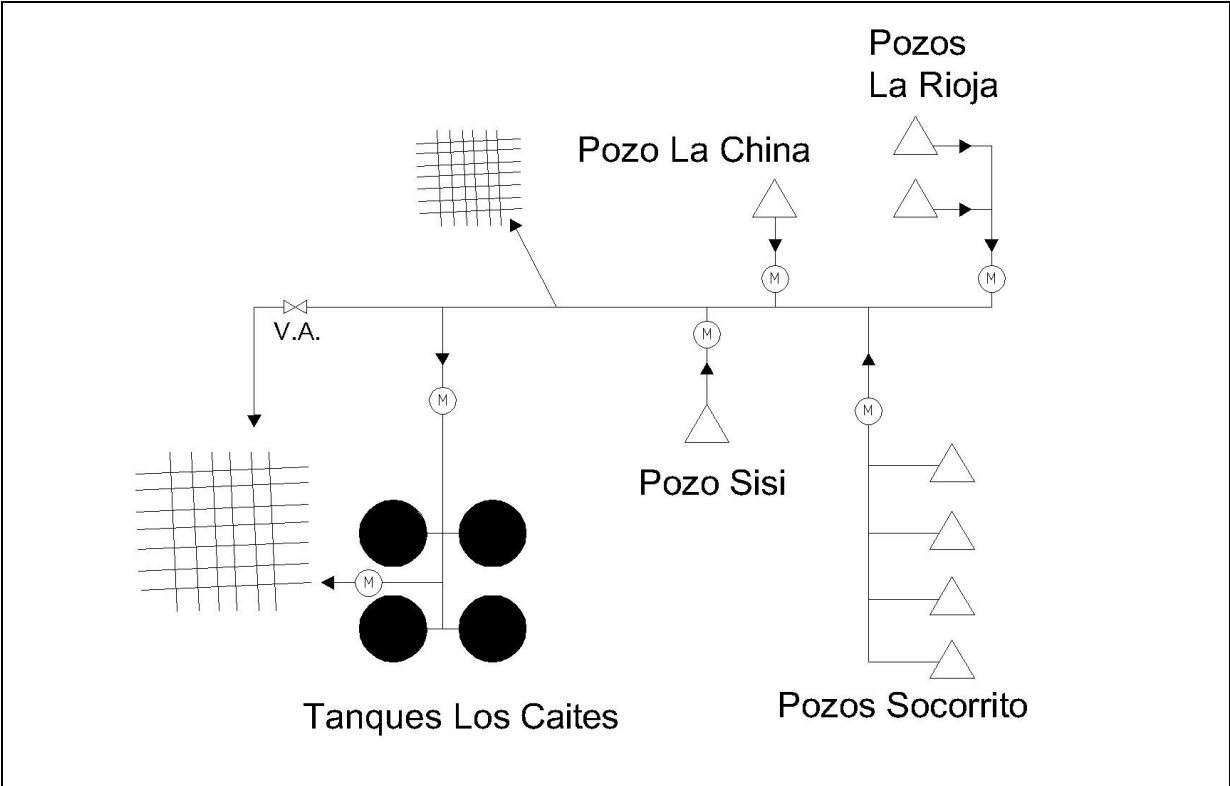 Pozos
La Rioja
Pozo La China
M
M
V.A.
M
M
M
Pozo Sisi
M
Tanques Los Caites
Pozos Socorrito